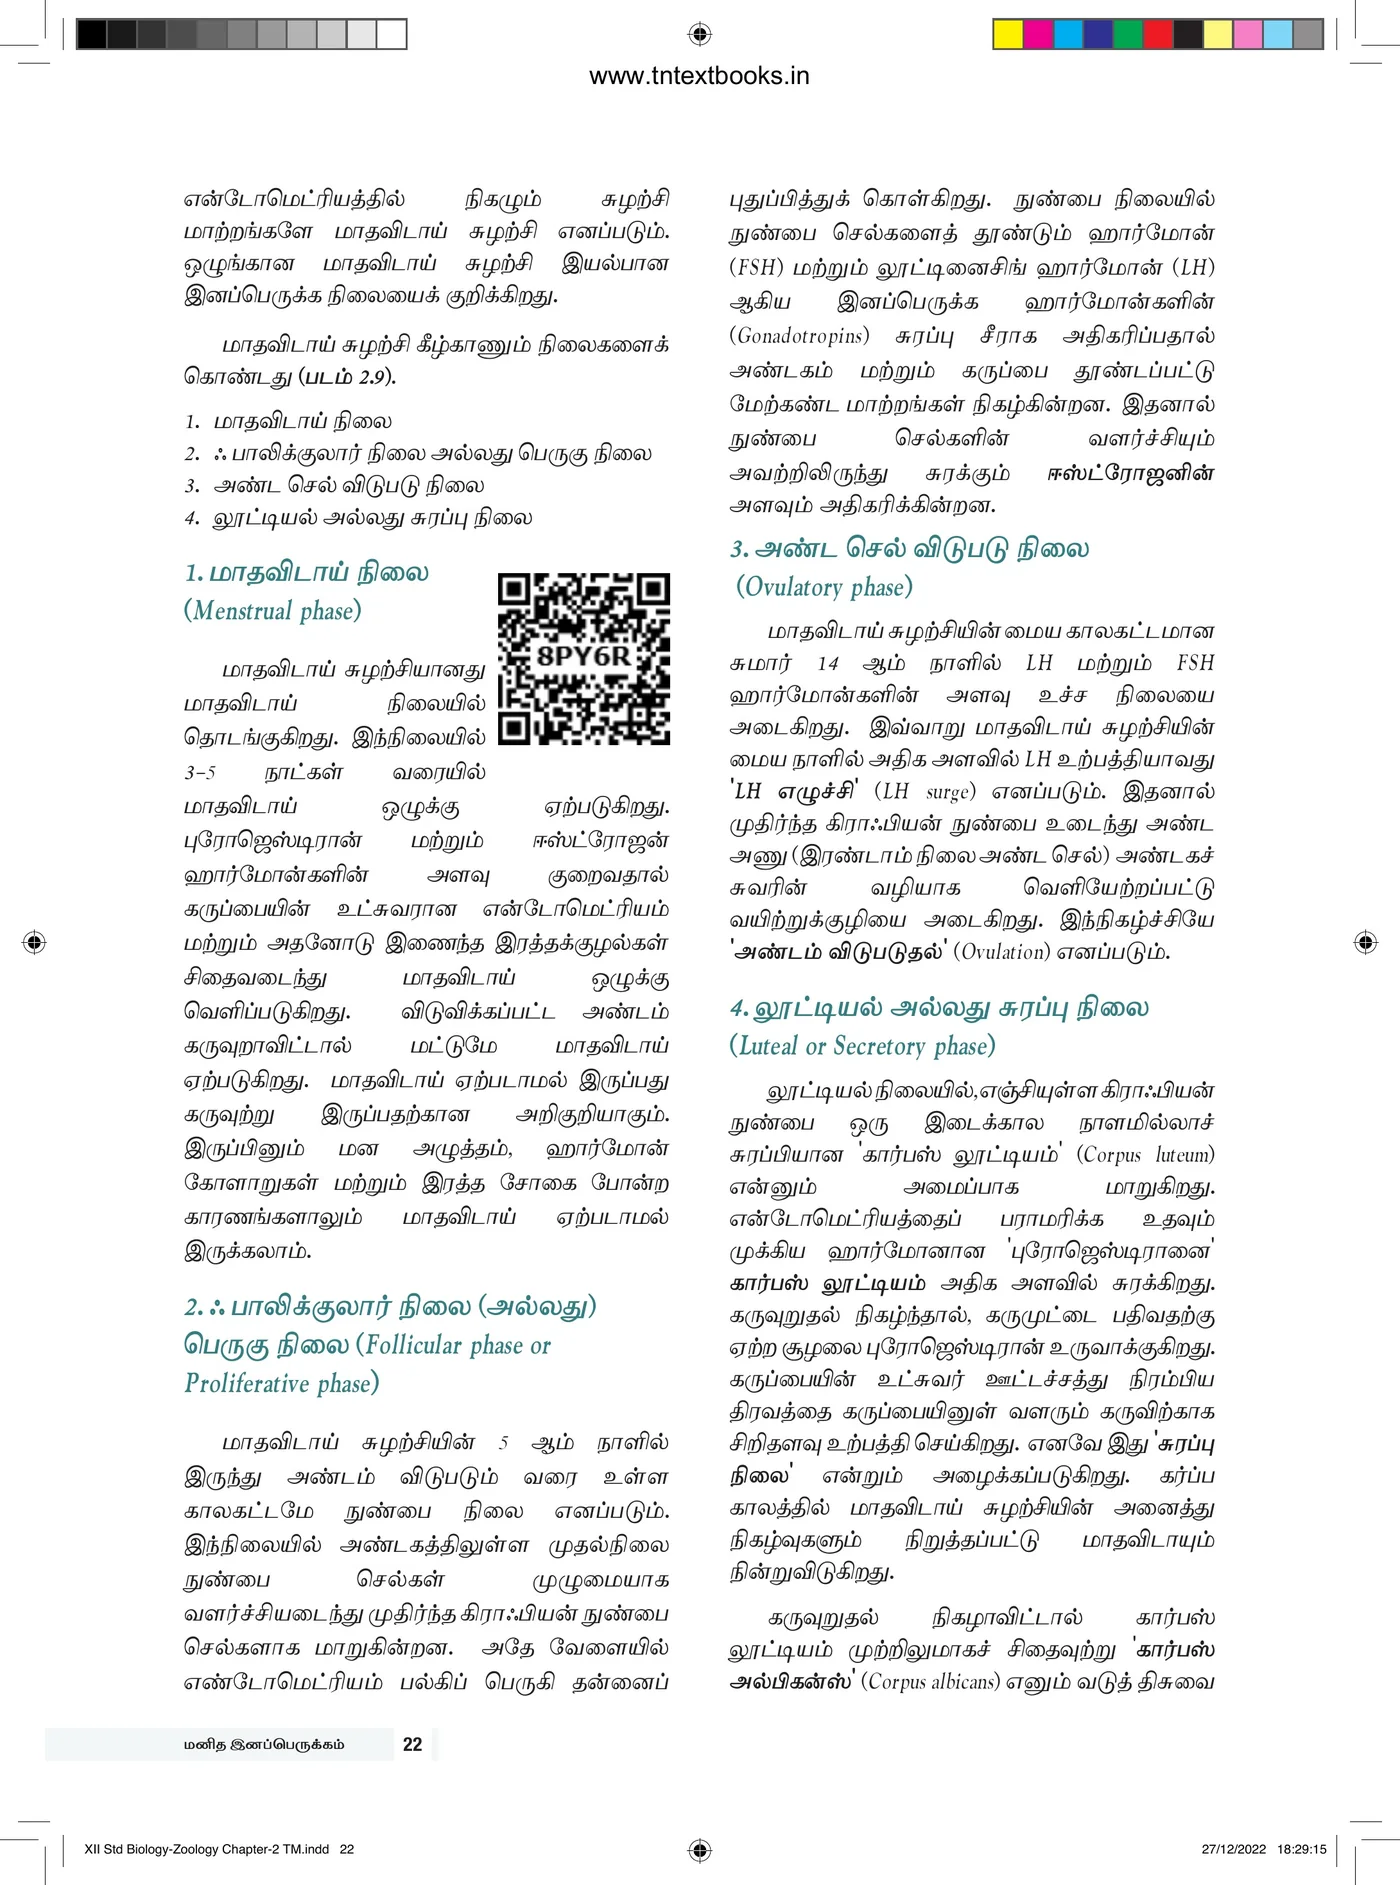 www.tntextbooks.in
என்டோமெட்ரியத்தில் நிகழும் சுழற்சி
மாற்றங்களே மாதவிடாய் சுழற்சி எனப்படும்.
ஒழுங்கான மாதவிடாய் சுழற்சி இயல்பான
இனப்பெருக்க நிலையைக் குறிக்கிறது.
மாதவிடாய் சுழற்சி கீழ்காணும் நிலைகளைக்
கொண்டது (படம் 2.9).
1. மாதவிடாய் நிலை
2. ஃபாலிக்குலார் நிலை அல்லது பெருகு நிலை
3. அண்ட செல் விடுபடு நிலை
4. லூட்டியல் அல்லது சுரப்பு நிலை
1. மாதவிடாய் நிலை
(Menstrual phase)
8PY6R
மாதவிடாய் சுழற்சியானது
மாதவிடாய் நிலையில்
தொடங்குகிறது. இந்நிலையில்
3-5 நாட்கள் வரையில்
மாதவிடாய் ஒழுக்கு ஏற்படுகிறது.
புரோஜெஸ்டிரான் மற்றும் ஈஸ்ட்ரோஜன்
ஹார்மோன்களின் அளவு குறைவதால்
கருப்பையின் உட்சுவரான என்டோமெட்ரியம்
மற்றும் அதனோடு இணைந்த இரத்தக்குழல்கள்
சிதைவடைந்து மாதவிடாய் ஒழுக்கு
வெளிப்படுகிறது. விடுவிக்கப்பட்ட அண்டம்
கருவுறாவிட்டால் மட்டுமே மாதவிடாய்
ஏற்படுகிறது. மாதவிடாய் ஏற்படாமல் இருப்பது
கருவுற்று இருப்பதற்கான அறிகுறியாகும்.
இருப்பினும் மன அழுத்தம், ஹார்மோன்
கோளாறுகள் மற்றும் இரத்த சோகை போன்ற
காரணங்களாலும் மாதவிடாய் ஏற்படாமல்
இருக்கலாம்.
2. ஃபாலிக்குலார் நிலை (அல்லது)
பெருகு நிலை (Follicular phase or
Proliferative phase)
மாதவிடாய் சுழற்சியின் 5 ஆம் நாளில்
இருந்து அண்டம் விடுபடும் வரை உள்ள
காலகட்டமே நுண்பை நிலை எனப்படும்.
இந்நிலையில் அண்டகத்திலுள்ள முதல்நிலை
நுண்பை செல்கள் முழுமையாக
வளர்ச்சியடைந்து முதிர்ந்த கிராஃபியன் நுண்பை
செல்களாக மாறுகின்றன. அதே வேளையில்
எண்டோமெட்ரியம் பல்கிப் பெருகி தன்னைப்
புதுப்பித்துக் கொள்கிறது. நுண்பை நிலையில்
நுண்பை செல்களைத் தூண்டும் ஹார்மோன்
(FSH) மற்றும் லூட்டினைசிங் ஹார்மோன் (LH)
ஆகிய இனப்பெருக்க ஹார்மோன்களின்
(Gonadotropins) சுரப்பு சீராக அதிகரிப்பதால்
அண்டகம் மற்றும் கருப்பை தூண்டப்பட்டு
மேற்கண்ட மாற்றங்கள் நிகழ்கின்றன. இதனால்
நுண்பை செல்களின் வளர்ச்சியும்
அவற்றிலிருந்து சுரக்கும் ஈஸ்ட்ரோஜனின்
அளவும் அதிகரிக்கின்றன.
3. அண்ட செல் விடுபடு நிலை
(Ovulatory phase)
மாதவிடாய் சுழற்சியின் மைய காலகட்டமான
சுமார் 14 ஆம் நாளில் LH மற்றும் FSH
ஹார்மோன்களின் அளவு உச்ச நிலையை
அடைகிறது. இவ்வாறு மாதவிடாய் சுழற்சியின்
மைய நாளில் அதிக அளவில் LH உற்பத்தியாவது
'LH எழுச்சி' (LH surge) எனப்படும். இதனால்
முதிர்ந்த கிராஃபியன் நுண்பை உடைந்து அண்ட
அணு (இரண்டாம் நிலை அண்ட செல்) அண்டகச்
சுவரின் வழியாக வெளியேற்றப்பட்டு
வயிற்றுக்குழியை அடைகிறது. இந்நிகழ்ச்சியே
'அண்டம் விடுபடுதல்' (Ovulation) எனப்படும்.
4. லூட்டியல் அல்லது சுரப்பு நிலை
(Luteal or Secretory phase)
லூட்டியல் நிலையில்,எஞ்சியுள்ள கிராஃபியன்
நுண்பை ஒரு இடைக்கால நாளமில்லாச்
சுரப்பியான 'கார்பஸ் லூட்டியம்' (Corpus luteum)
என்னும் அமைப்பாக மாறுகிறது.
என்டோமெட்ரியத்தைப் பராமரிக்க உதவும்
முக்கிய ஹார்மோனான 'புரோஜெஸ்டிரானை'
கார்பஸ் லூட்டியம் அதிக அளவில் சுரக்கிறது.
கருவுறுதல் நிகழ்ந்தால், கருமுட்டை பதிவதற்கு
ஏற்ற சூழலை புரோஜெஸ்டிரான் உருவாக்குகிறது.
கருப்பையின் உட்சுவர் ஊட்டச்சத்து நிரம்பிய
திரவத்தை கருப்பையினுள் வளரும் கருவிற்காக
சிறிதளவு உற்பத்தி செய்கிறது. எனவே இது 'சுரப்பு
நிலை' என்றும் அழைக்கப்படுகிறது. கர்ப்ப
காலத்தில் மாதவிடாய் சுழற்சியின் அனைத்து
நிகழ்வுகளும் நிறுத்தப்பட்டு மாதவிடாயும்
நின்றுவிடுகிறது.
கருவுறுதல் நிகழாவிட்டால் கார்பஸ்
லூட்டியம் முற்றிலுமாகச் சிதைவுற்று 'கார்பஸ்
அல்பிகன்ஸ்' (Corpus albicans) எனும் வடுத் திசுவை
மனித இனப்பெருக்கம் 22
XII Std Biology-Zoology Chapter-2 TM.indd 22
27/12/2022 18:29:15